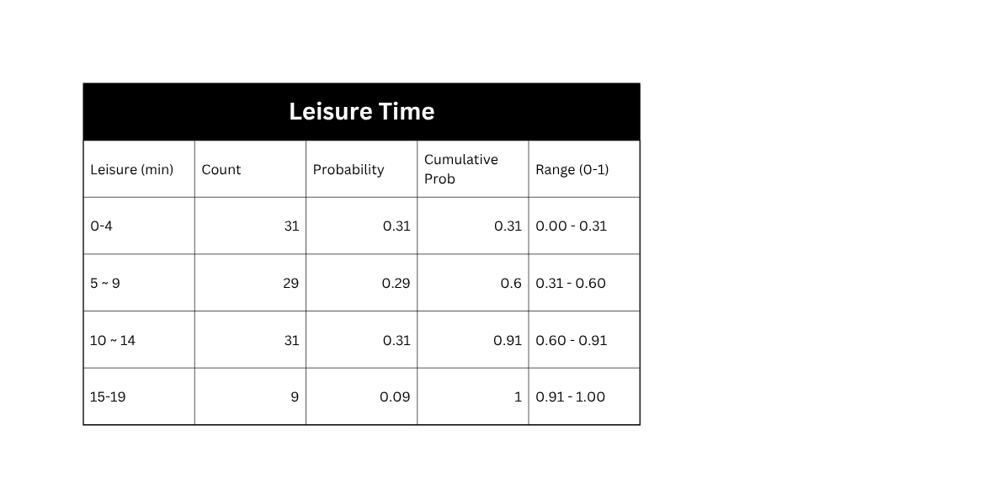 Leisure Time
Leisure (min) Count Probability Cumulative Prob Range (0-1)
0-4 31 0.31 0.31 0.00 - 0.31
5 ~ 9 29 0.29 0.6 0.31 - 0.60
10 ~ 14 31 0.31 0.91 0.60 - 0.91
15-19 9 0.09 1 0.91 - 1.00